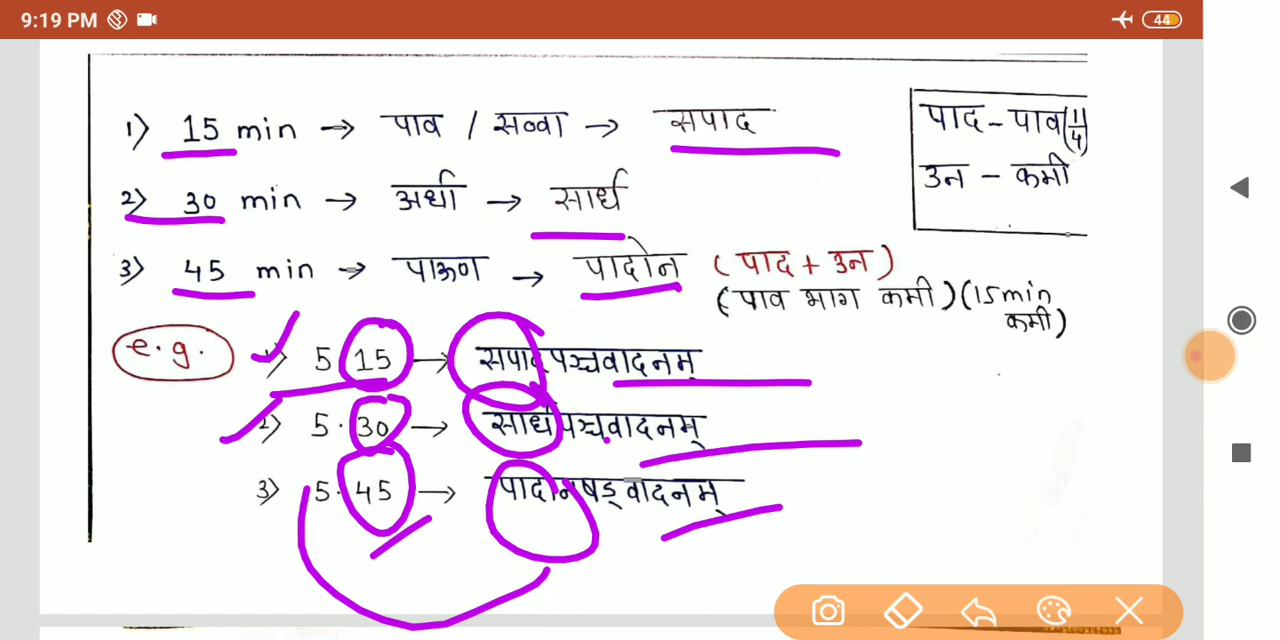 9:19 PM 44
1) 15 min → पाव / सव्वा → सपाद
पाद - पाव (1/4)
उन - कमी
2) 30 min → अर्धा → सार्ध
3) 45 min → पाऊण → पादोन (पाद + उन)
(पाव भाग कमी) (15 min कमी)
e.g.
1) 5 15 → सपादपञ्चवादनम्
2) 5.30 → सार्धपञ्चवादनम्
3) 5.45 → पादोनषड्वादनम्